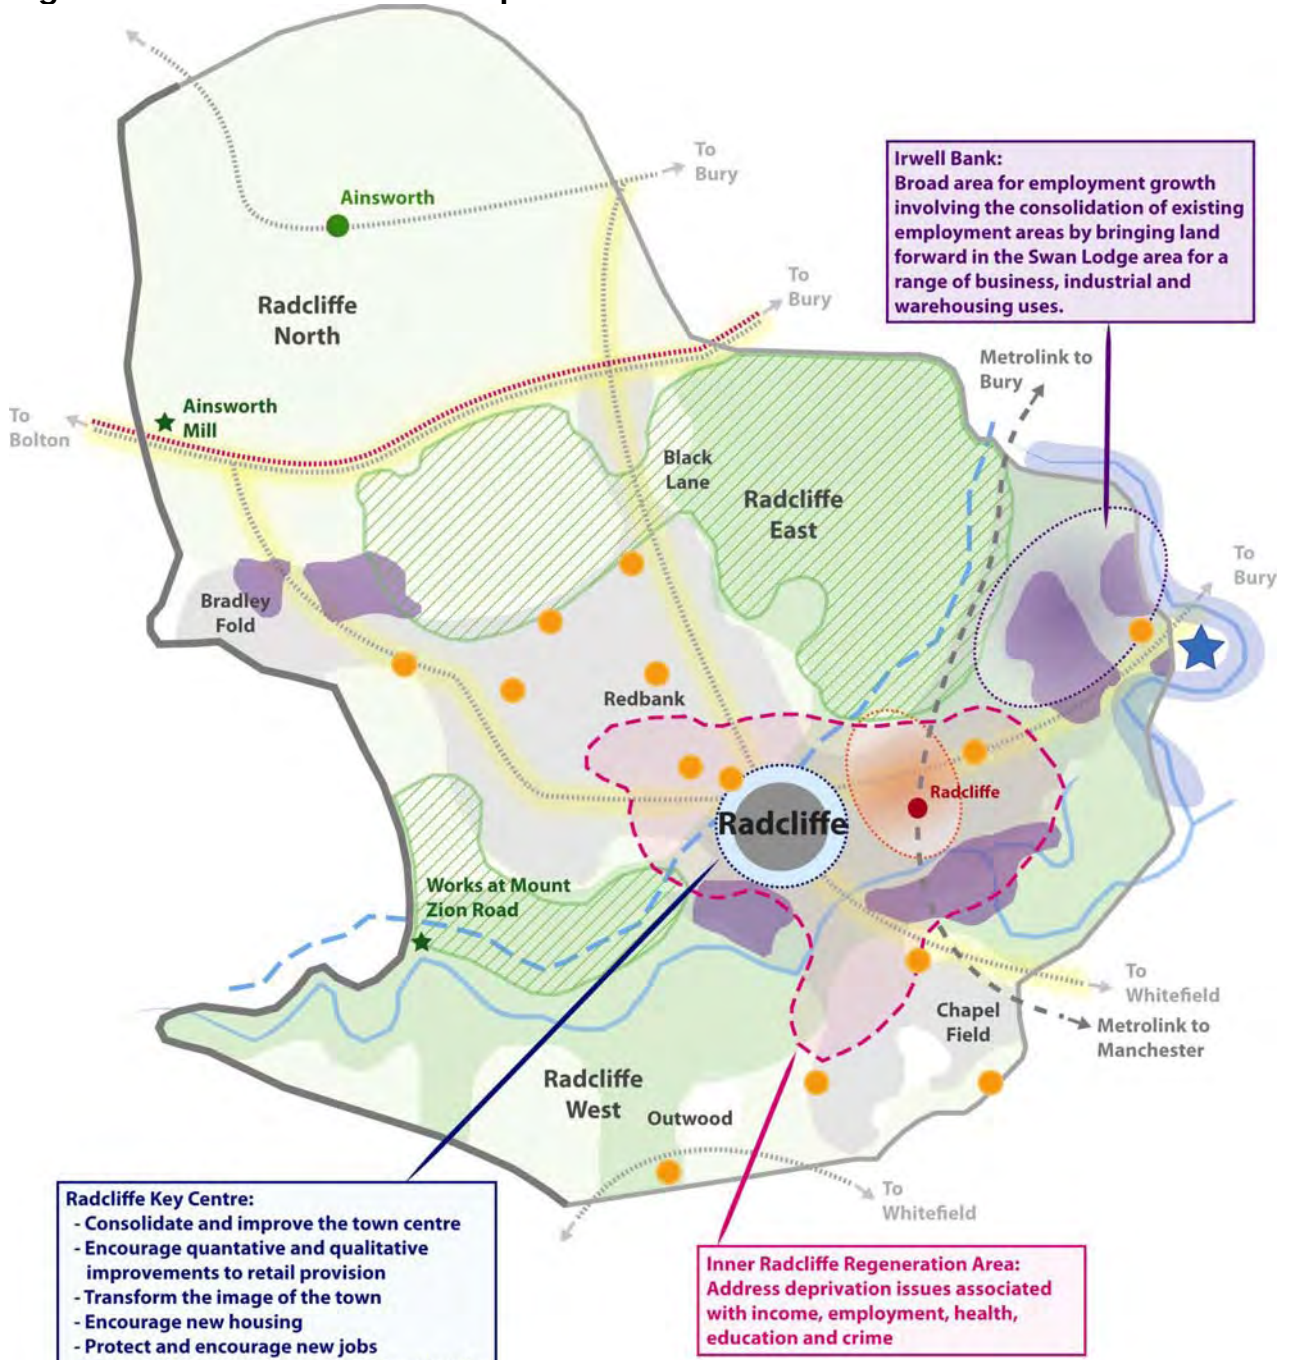 To
Bury
Ainsworth
Irwell Bank:
Broad area for employment growth
involving the consolidation of existing
employment areas by bringing land
forward in the Swan Lodge area for a
range of business, industrial and
warehousing uses.
Radcliffe
North
To
Bury
Metrolink to
Bury
To
Bolton
Ainsworth
Mill
Black
Lane
Radcliffe
East
To
Bury
Bradley
Fold
Redbank
Radcliffe
Radcliffe
Works at Mount
Zion Road
To
Whitefield
Chapel
Field
Metrolink to
Manchester
Radcliffe
West
Outwood
To
Whitefield
Radcliffe Key Centre:
- Consolidate and improve the town centre
- Encourage quantative and qualitative
improvements to retail provision
- Transform the image of the town
- Encourage new housing
- Protect and encourage new jobs
Inner Radcliffe Regeneration Area:
Address deprivation issues associated
with income, employment, health,
education and crime